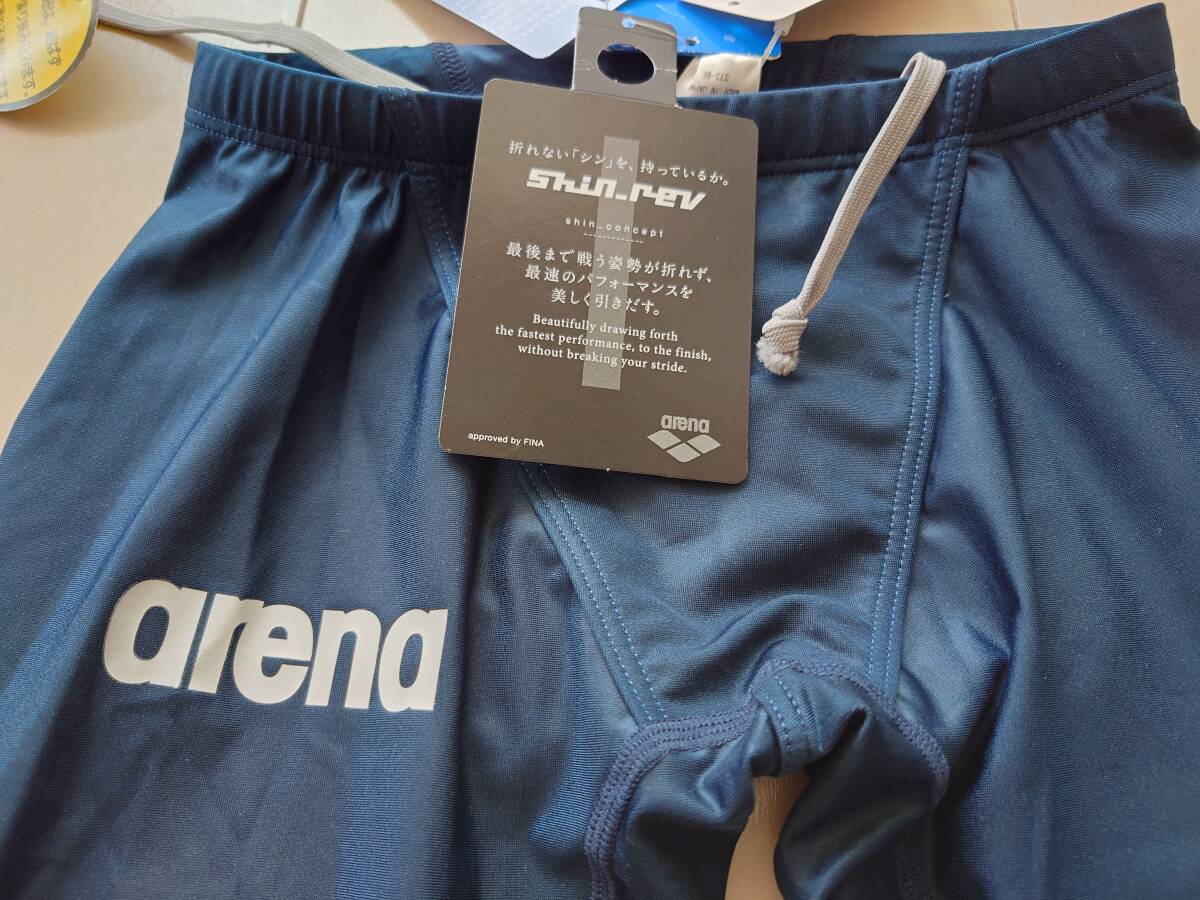 MADE IN JAPAN
折れない「シン」を、持っているか。
shin_rev
shin_concept
最後まで戦う姿勢が折れず、
最速のパフォーマンスを
美しく引きだす。
Beautifully drawing forth
the fastest performance, to the finish,
without breaking your stride.
arena
approved by FINA
arena